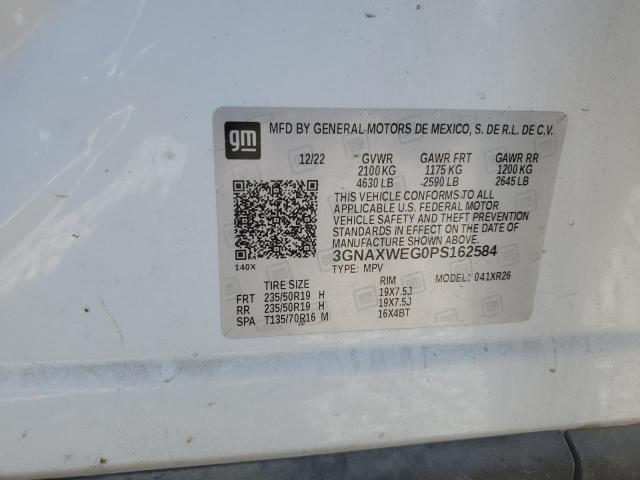 gm
MFD BY GENERAL MOTORS DE MEXICO, S. DE R.L. DE C.V.
12/22 GVWR GAWR FRT GAWR RR
2100 KG 1175 KG 1200 KG
4630 LB 2590 LB 2645 LB
THIS VEHICLE CONFORMS TO ALL
APPLICABLE U.S. FEDERAL MOTOR
VEHICLE SAFETY AND THEFT PREVENTION
STANDARDS IN EFFECT ON THE DATE OF
MANUFACTURE SHOWN ABOVE.
3GNAXWEG0PS162584
140X
TYPE: MPV MODEL: 041XR26
TIRE SIZE RIM
FRT 235/50R19 H 19X7.5J
RR 235/50R19 H 19X7.5J
SPA T135/70R16 M 16X4BT